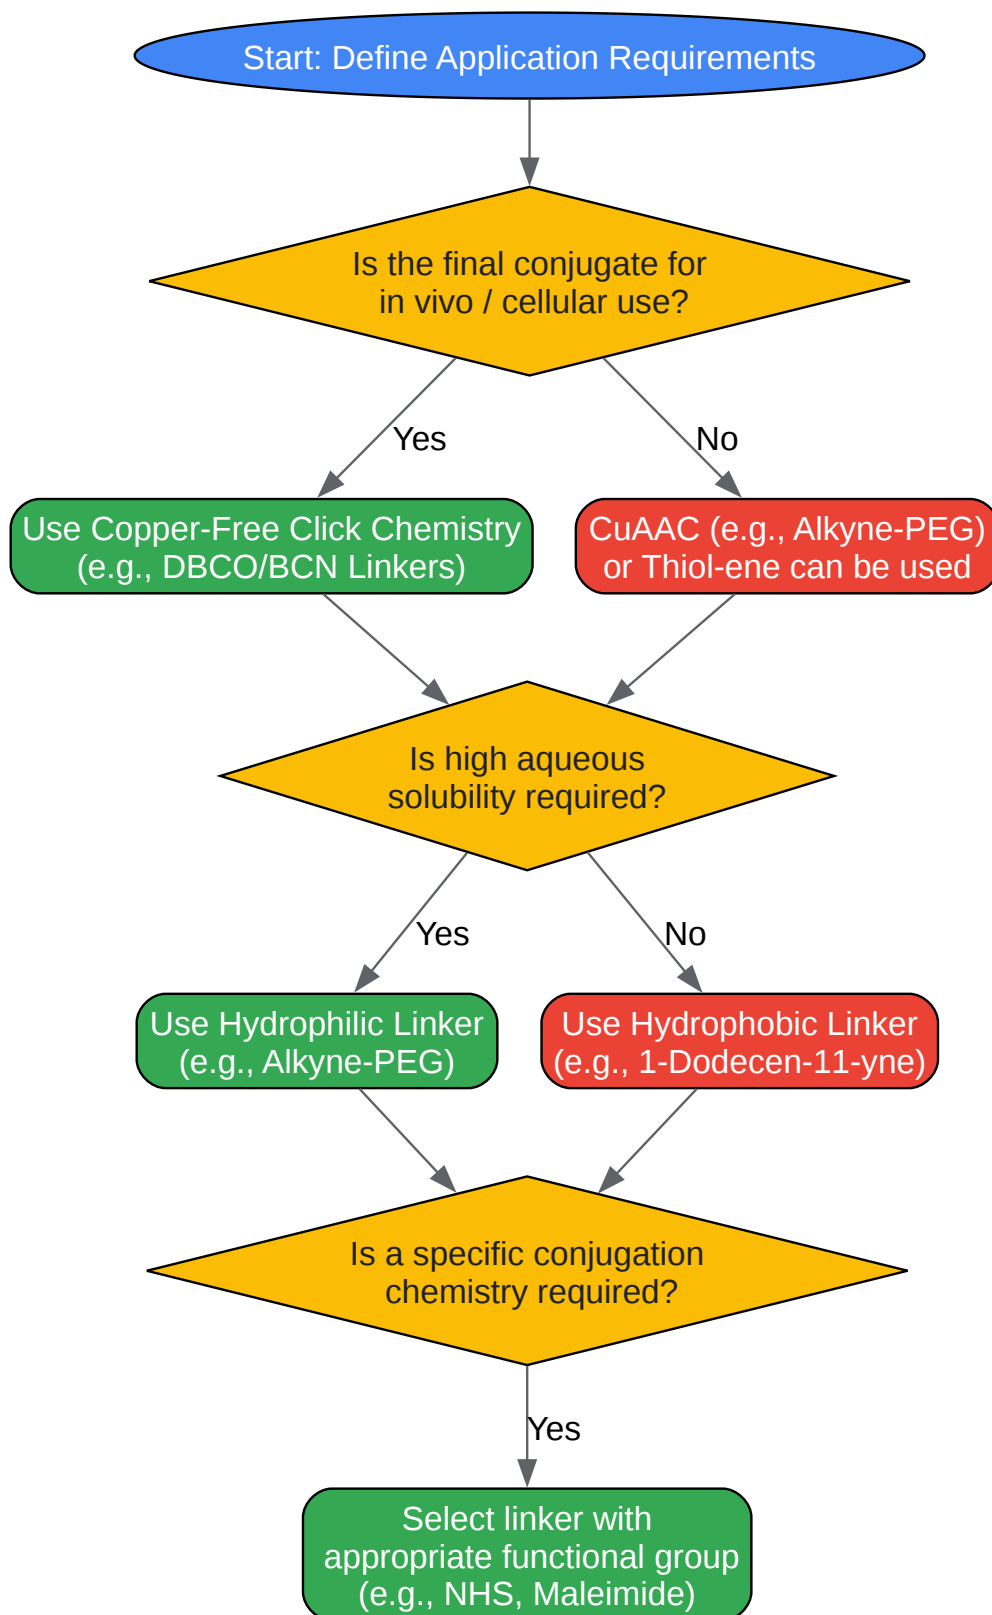 Start: Define Application Requirements
Is the final conjugate for
in vivo / cellular use?
Yes
No
Use Copper-Free Click Chemistry
(e.g., DBCO/BCN Linkers)
CuAAC (e.g., Alkyne-PEG)
or Thiol-ene can be used
Is high aqueous
solubility required?
Yes
No
Use Hydrophilic Linker
(e.g., Alkyne-PEG)
Use Hydrophobic Linker
(e.g., 1-Dodecen-11-yne)
Is a specific conjugation
chemistry required?
Yes
Select linker with
appropriate functional group
(e.g., NHS, Maleimide)